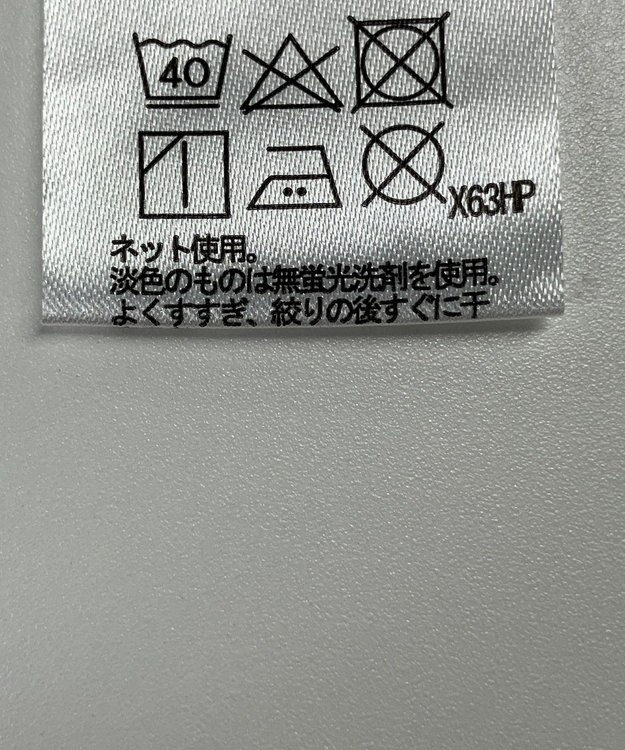 40
X63HP
ネット使用。
淡色のものは無蛍光洗剤を使用。
よくすすぎ、絞りの後すぐに干